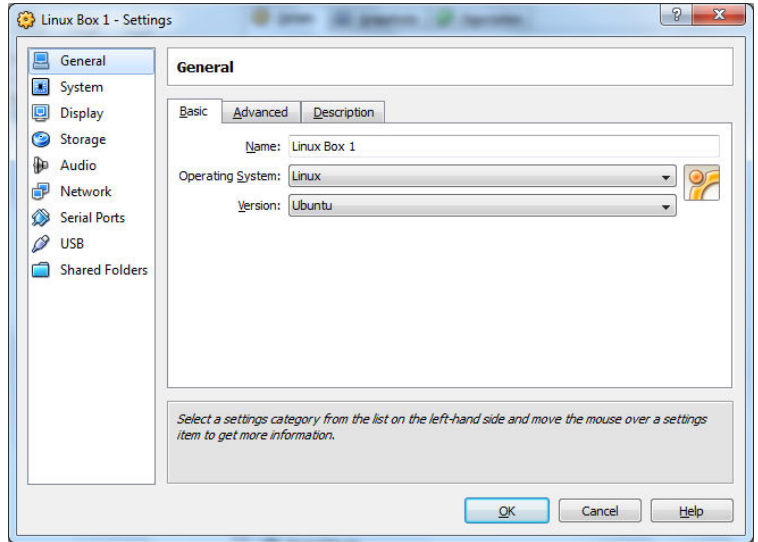 Linux Box 1 - Settings
General
System
Display
Storage
Audio
Network
Serial Ports
USB
Shared Folders
General
Basic Advanced Description
Name: Linux Box 1
Operating System: Linux
Version: Ubuntu
Select a settings category from the list on the left-hand side and move the mouse over a settings
item to get more information.
OK Cancel Help